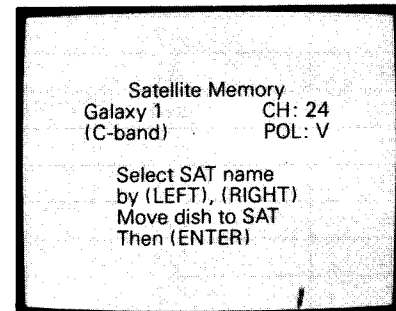 Satellite Memory
Galaxy 1 CH: 24
(C-band) POL: V
Select SAT name
by (LEFT), (RIGHT)
Move dish to SAT
Then (ENTER)